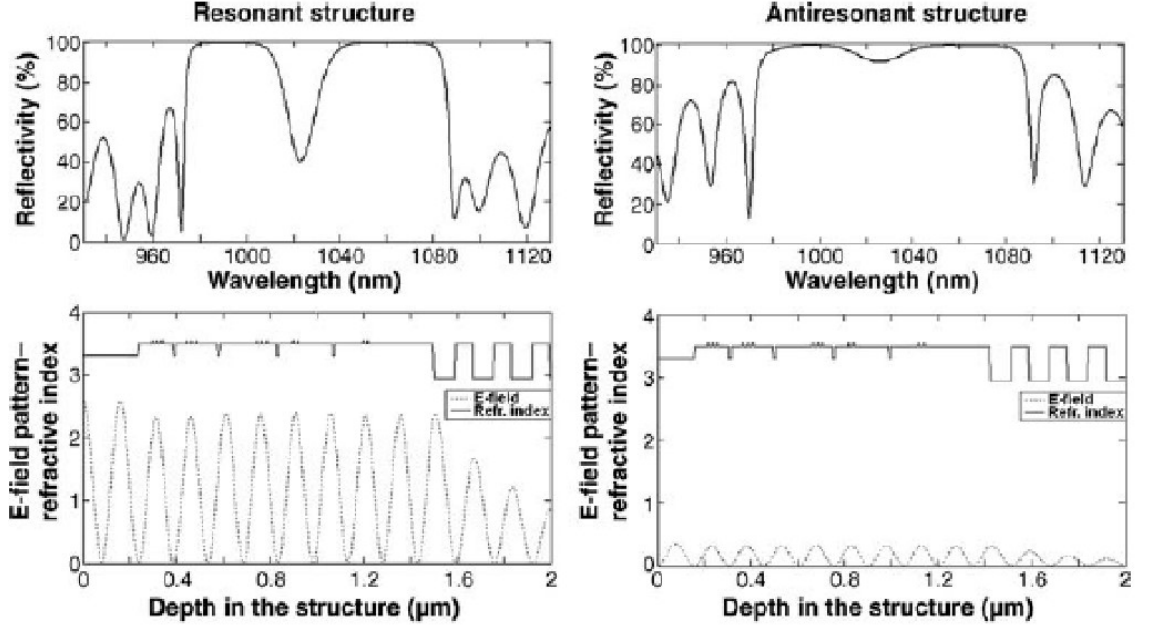 Resonant structure
Antiresonant structure
Reflectivity (%)
100
80
60
40
20
0
960
1000
1040
1080
1120
Wavelength (nm)
Reflectivity (%)
100
80
60
40
20
0
960
1000
1040
1080
1120
Wavelength (nm)
E-field pattern–
refractive index
4
3
2
1
0
E-field
Refr. index
0
0.4
0.8
1.2
1.6
2
Depth in the structure (µm)
E-field pattern–
refractive index
4
3
2
1
0
E-field
Refr. index
0
0.4
0.8
1.2
1.6
2
Depth in the structure (µm)